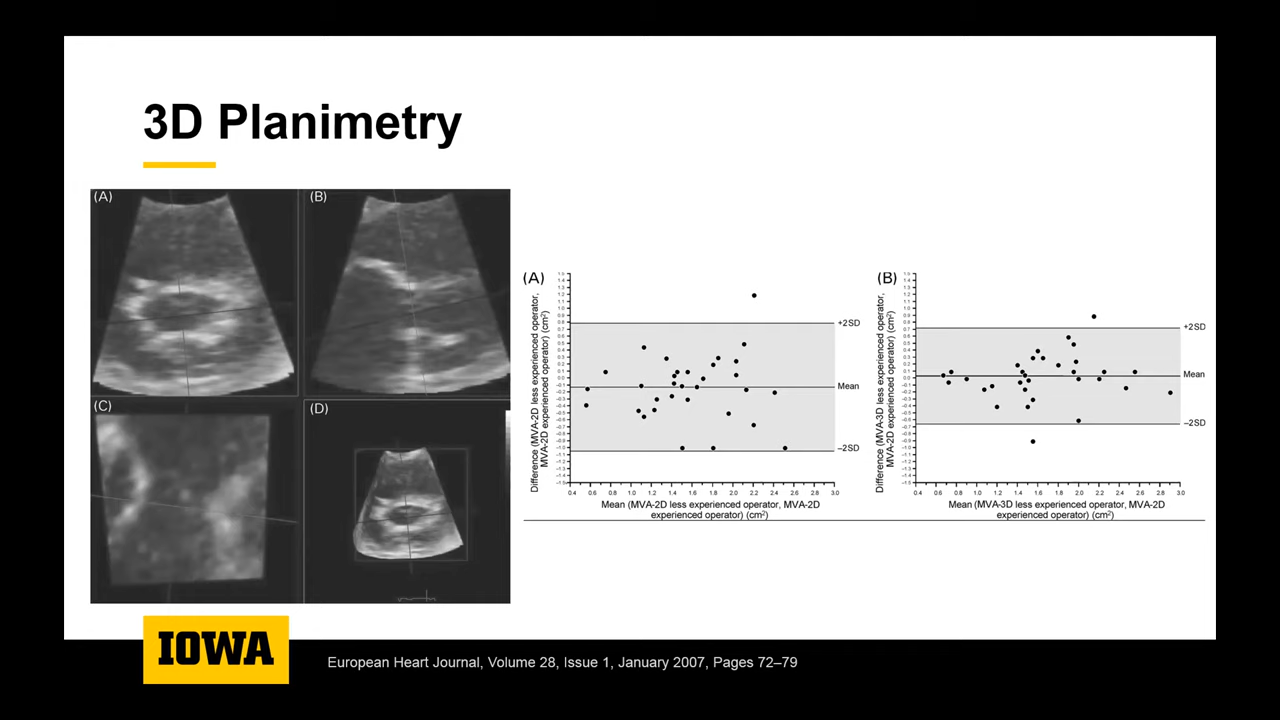 3D Planimetry
(A)
(B)
(C)
(D)
(A)
Difference (MVA-2D less experienced operator,
MVA-2D experienced operator) (cm²)
+2SD
Mean
–2SD
0.4 0.6 0.8 1.0 1.2 1.4 1.6 1.8 2.0 2.2 2.4 2.6 2.8 3.0
Mean (MVA-2D less experienced operator, MVA-2D
experienced operator) (cm²)
(B)
Difference (MVA-3D less experienced operator,
MVA-2D experienced operator) (cm²)
+2SD
Mean
–2SD
0.4 0.6 0.8 1.0 1.2 1.4 1.6 1.8 2.0 2.2 2.4 2.6 2.8 3.0
Mean (MVA-3D less experienced operator, MVA-2D
experienced operator) (cm²)
IOWA
European Heart Journal, Volume 28, Issue 1, January 2007, Pages 72–79